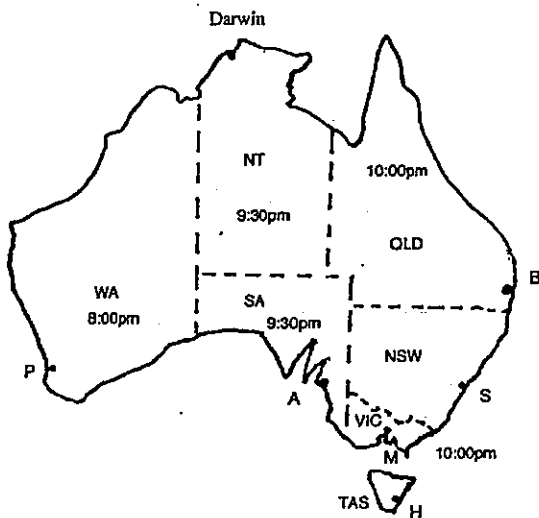 Darwin
NT
10:00pm
9:30pm
QLD
B
WA
SA
8:00pm
9:30pm
NSW
P
A
S
VIC
M
10:00pm
TAS
H